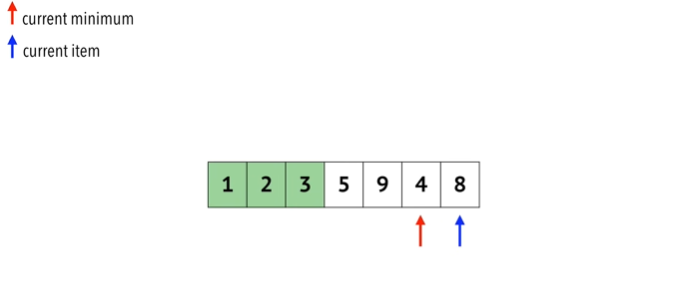 current minimum
current item
1 2 3 5 9 4 8